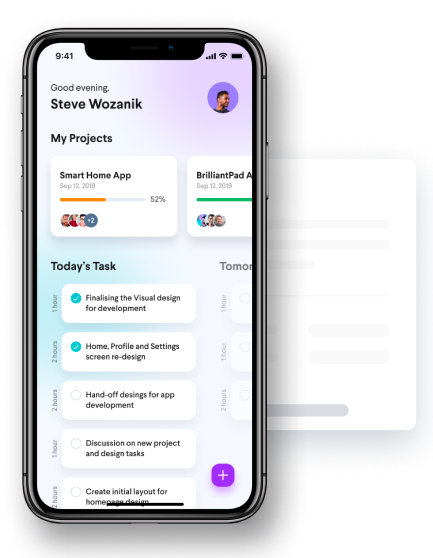 9:41
Good evening,
Steve Wozanik
My Projects
Smart Home App
Sep 12, 2019
52%
+2
BrilliantPad A
Sep 12, 2019
Today's Task
Tomor
1 hour
Finalising the Visual design
for development
1 hour
2 hours
Home, Profile and Settings
screen re-design
1 hour
2 hours
Hand-off desings for app
development
2 hours
1 hour
Discussion on new project
and design tasks
2 hours
Create initial layout for
homepage design